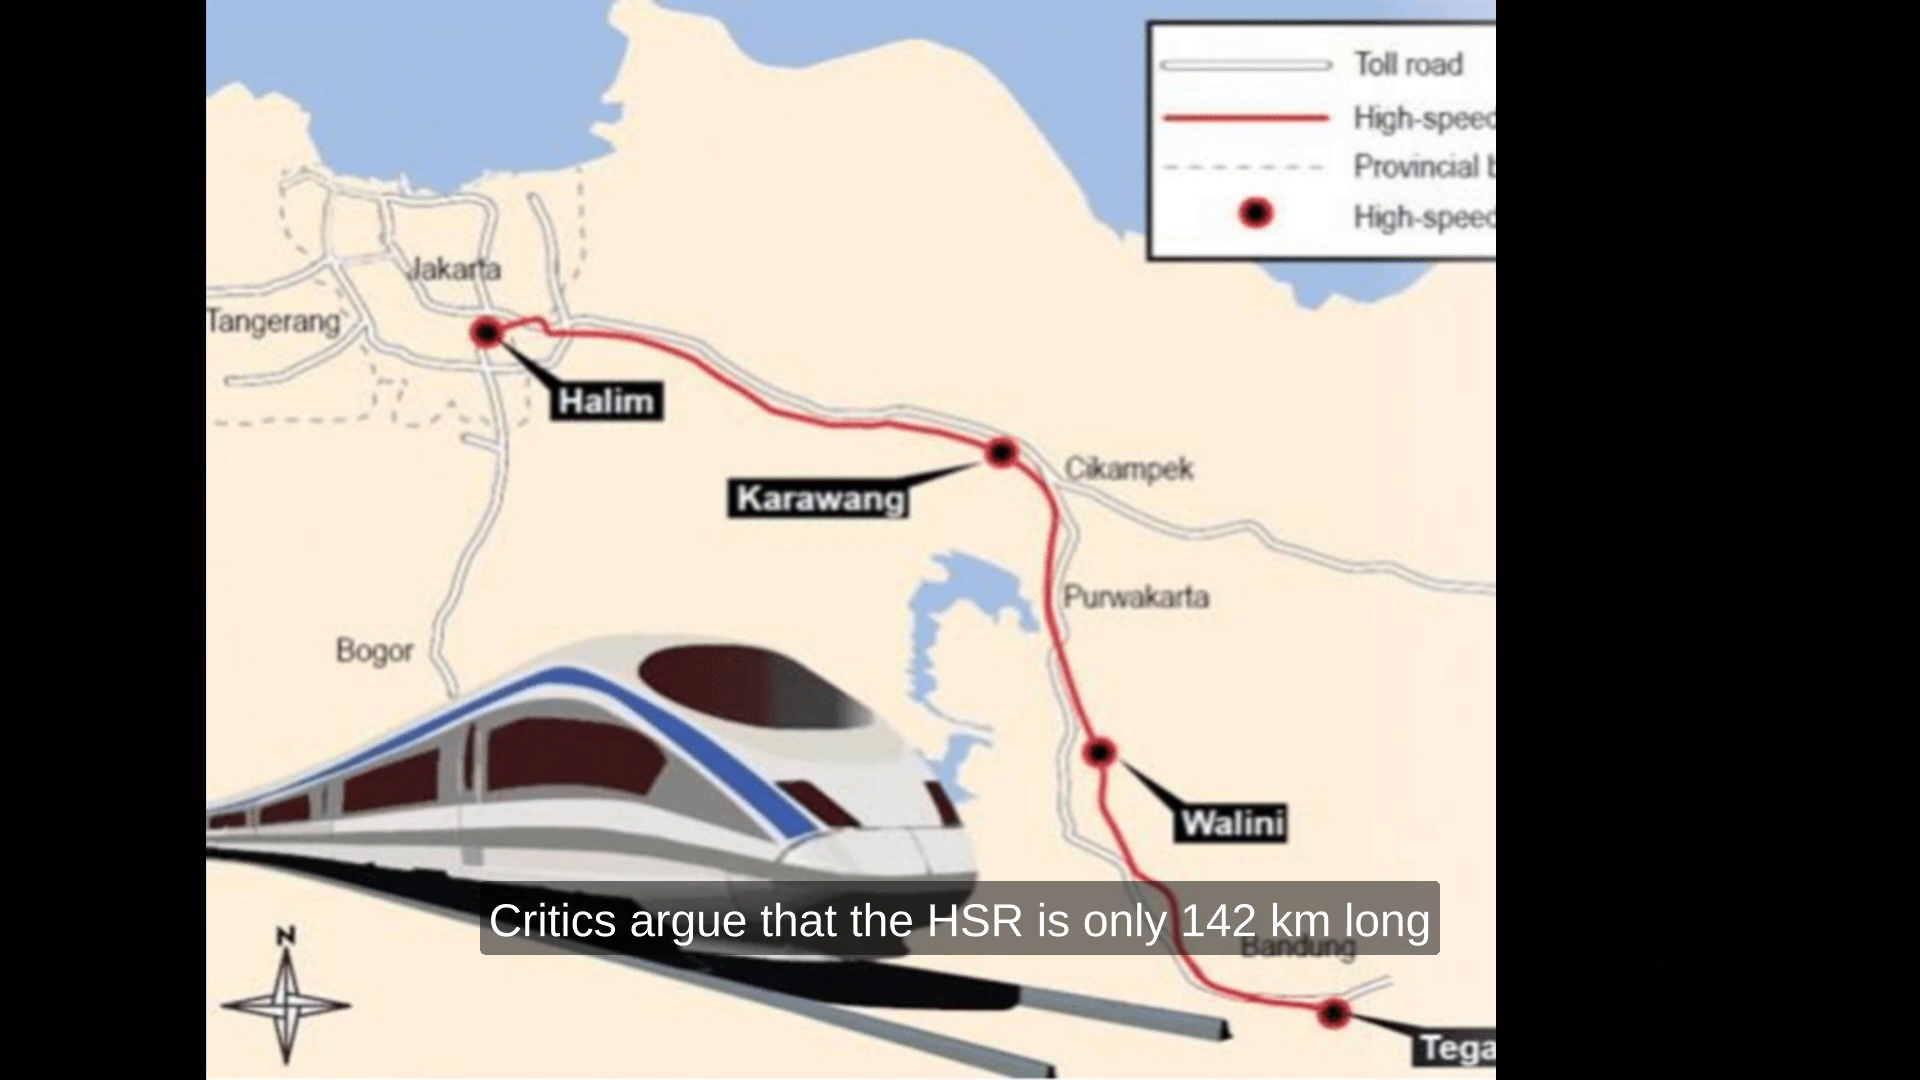 Toll road
High-speed
Provincial b
High-speed
Jakarta
Tangerang
Halim
Karawang
Cikampek
Purwakarta
Bogor
Walini
Critics argue that the HSR is only 142 km long
Bandung
N
Tega